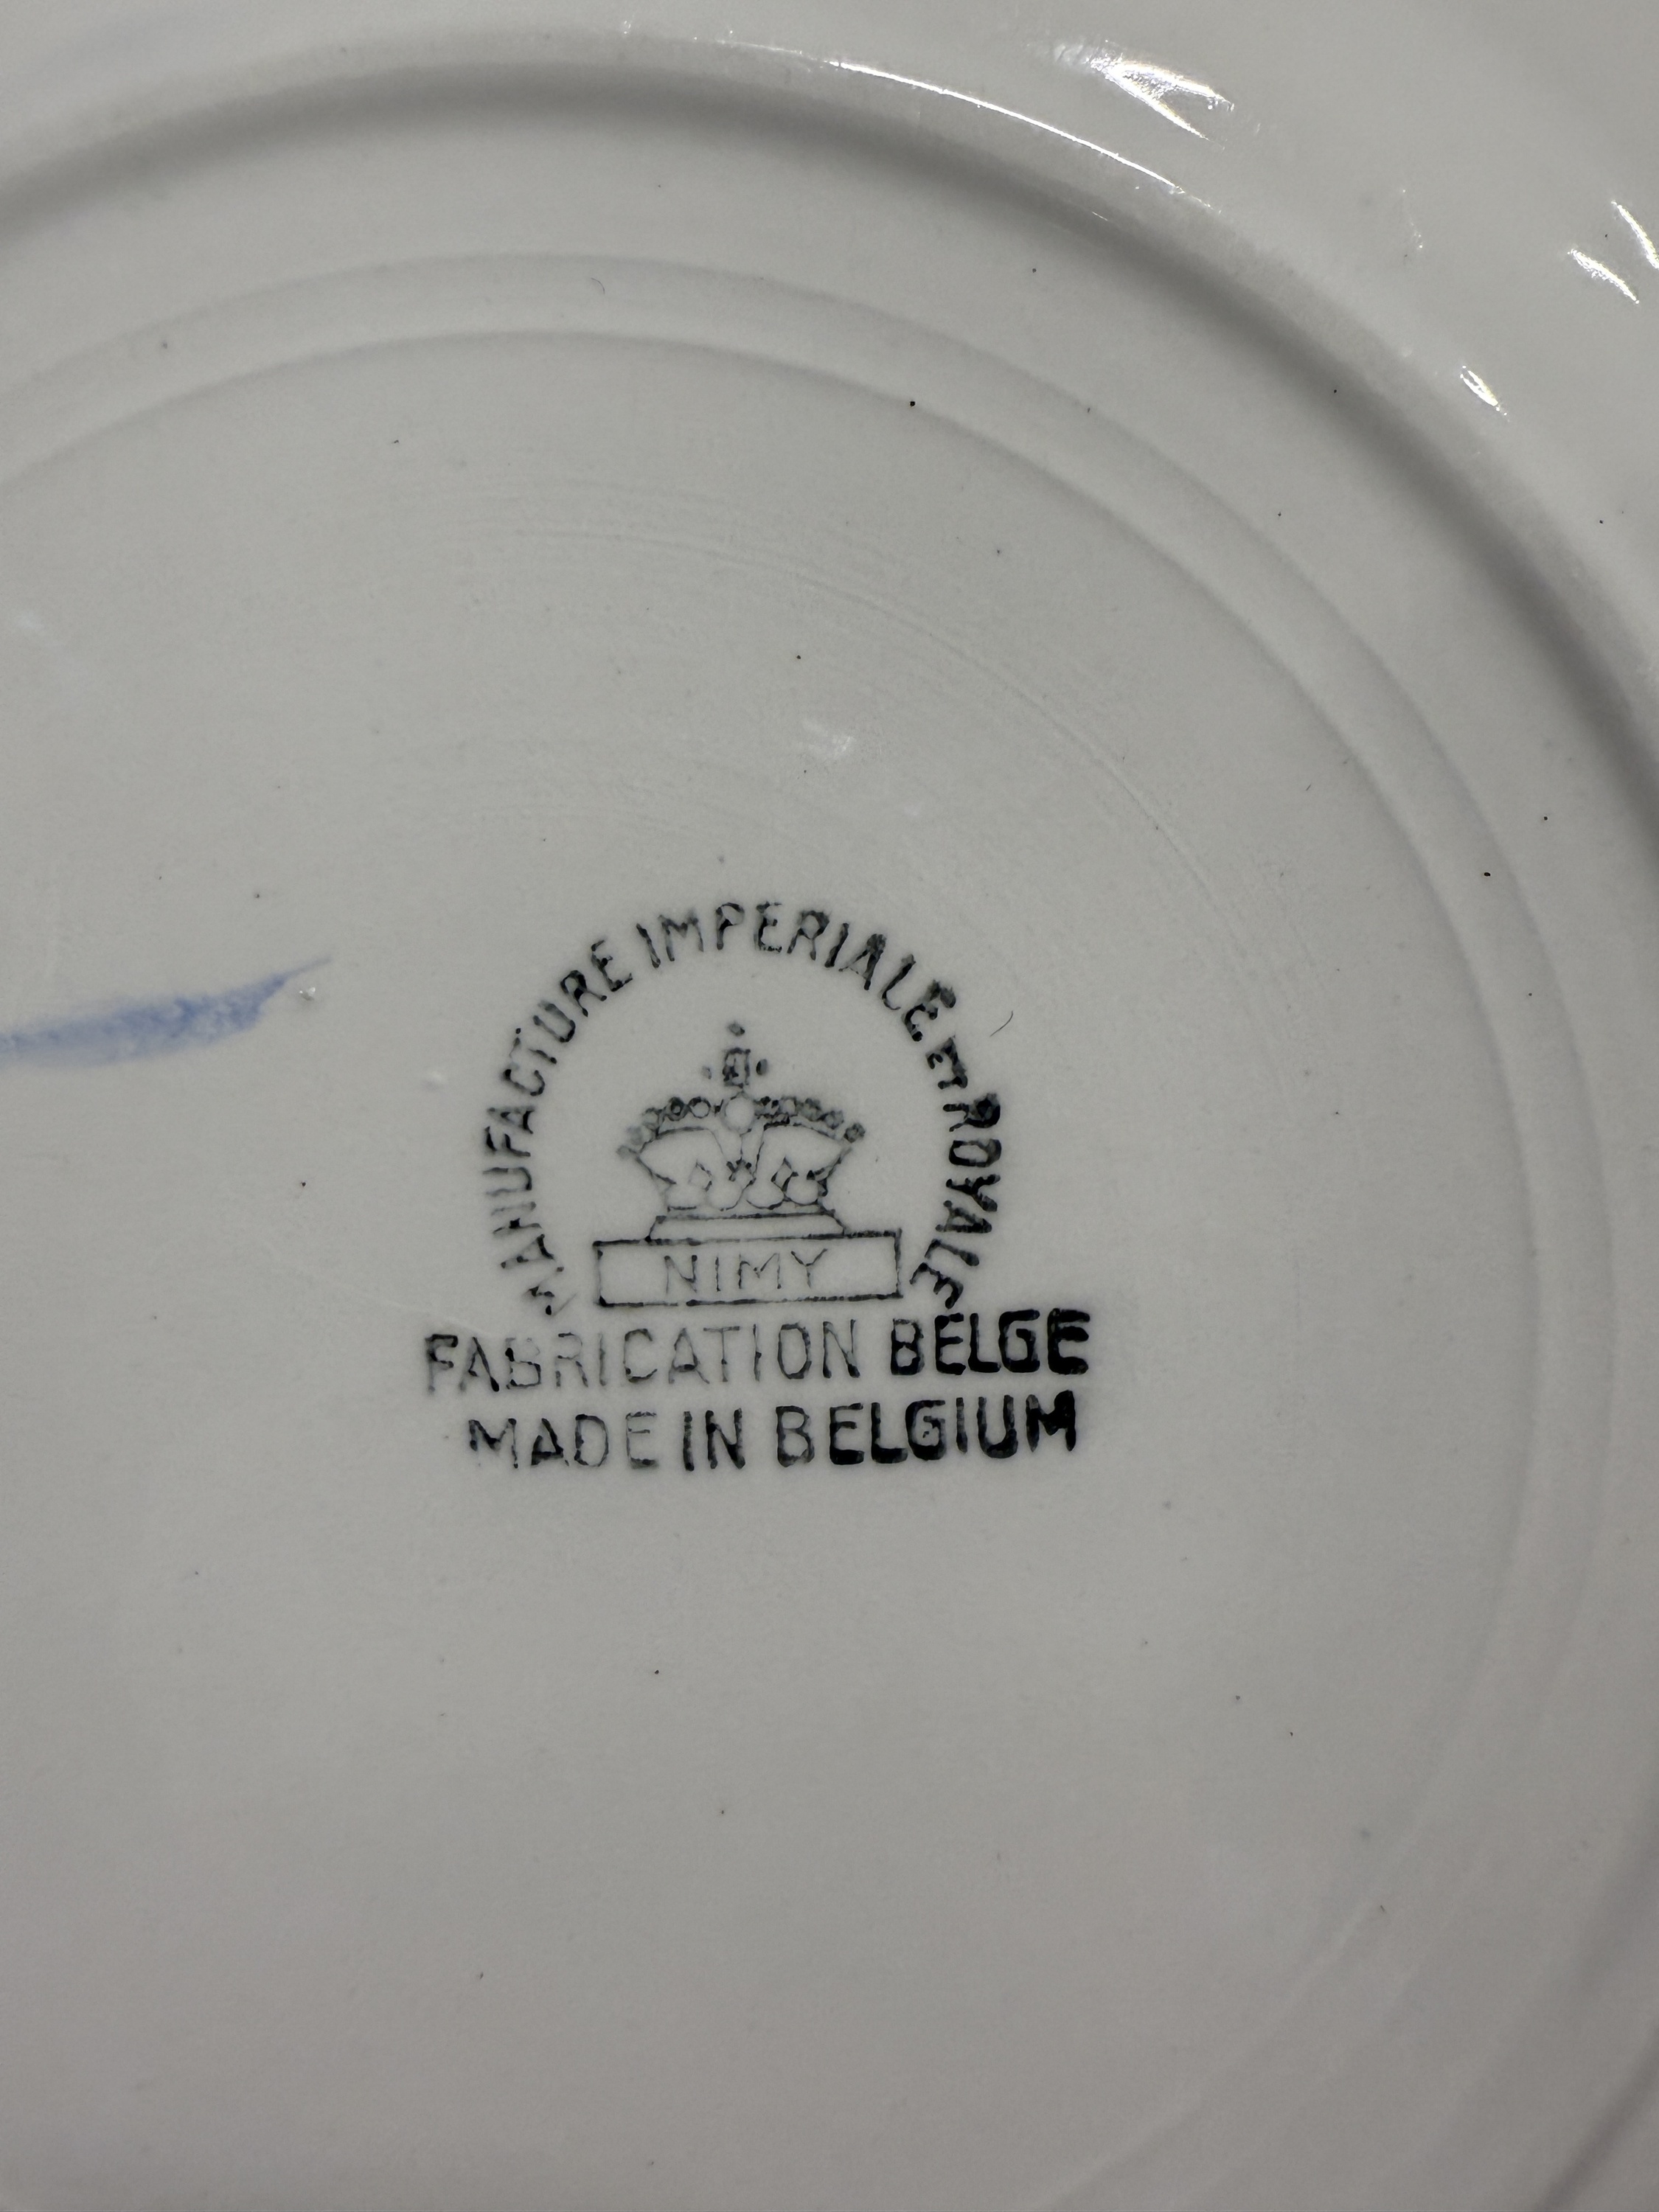 MANUFACTURE IMPERIALE ET ROYALE
NIMY
FABRICATION BELGE
MADE IN BELGIUM